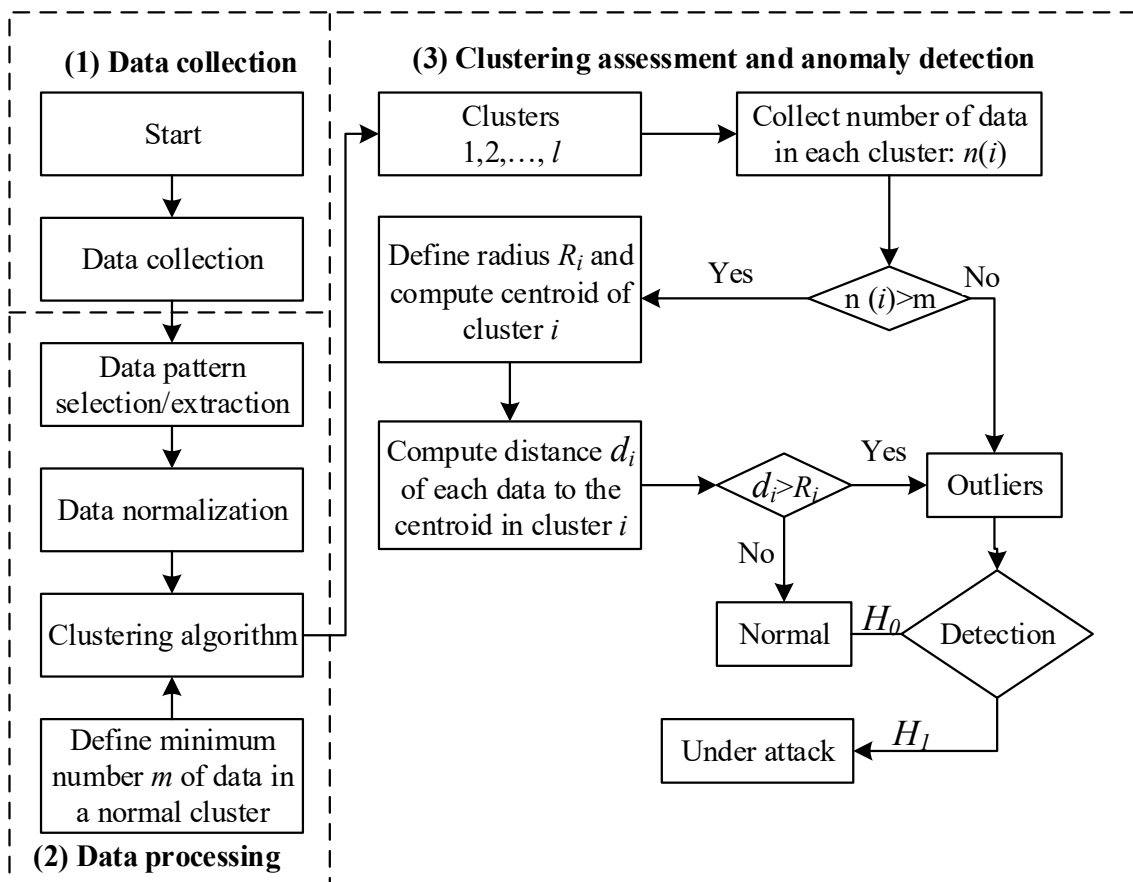 (1) Data collection
Start
Data collection
Data pattern
selection/extraction
Data normalization
Clustering algorithm
Define minimum
number m of data in
a normal cluster
(2) Data processing
(3) Clustering assessment and anomaly detection
Clusters
1,2,…, l
Collect number of data
in each cluster: n(i)
n (i)>m
Yes
No
Define radius Rᵢ and
compute centroid of
cluster i
Compute distance dᵢ
of each data to the
centroid in cluster i
dᵢ>Rᵢ
Yes
No
Outliers
Normal
H₀
Detection
Under attack
H₁